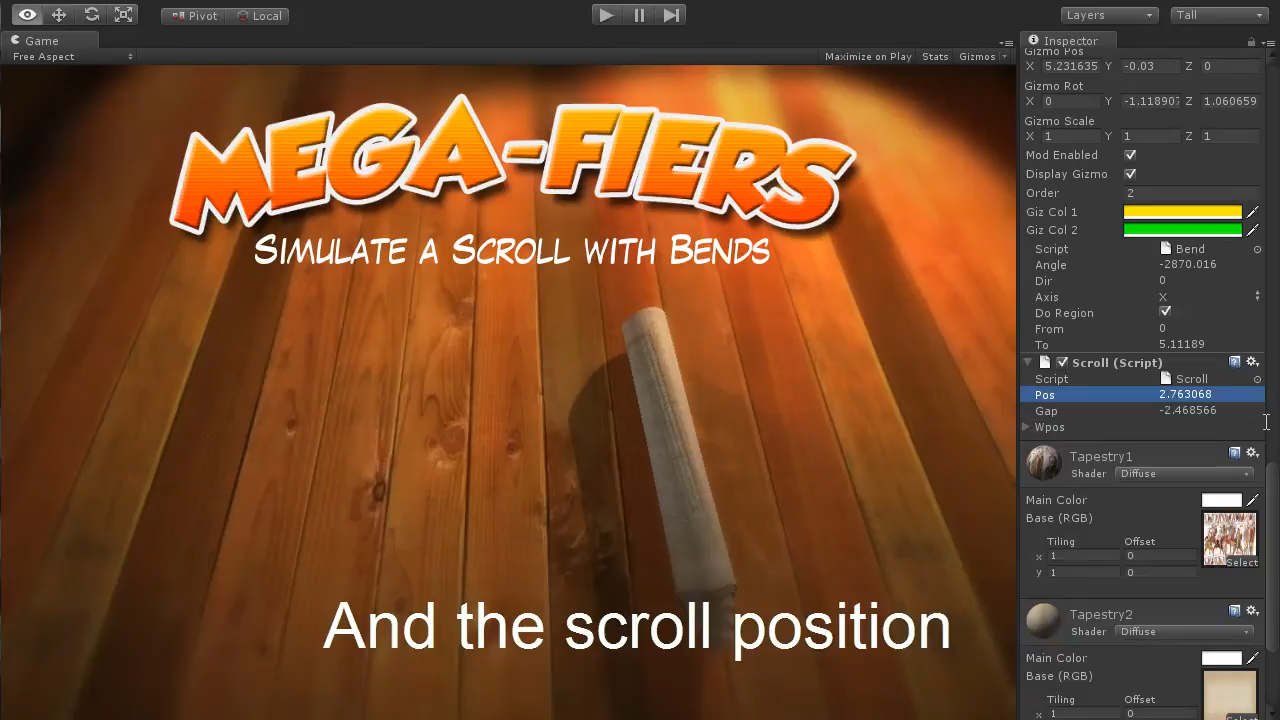 Pivot Local Layers Tall
Game
Free Aspect Maximize on Play Stats Gizmos
MEGA-FIERS
SIMULATE A SCROLL WITH BENDS
And the scroll position
Inspector
Gizmo Pos
X 5.231635 Y -0.03 Z 0
Gizmo Rot
X 0 Y -1.118907 Z 1.060659
Gizmo Scale
X 1 Y 1 Z 1
Mod Enabled
Display Gizmo
Order 2
Giz Col 1
Giz Col 2
Script Bend
Angle -2870.016
Dir 0
Axis X
Do Region
From 0
To 5.11189
Scroll (Script)
Script Scroll
Pos 2.763068
Gap -2.468566
Wpos
Tapestry1
Shader Diffuse
Main Color
Base (RGB)
Tiling Offset
x 1 0
y 1 0
Select
Tapestry2
Shader Diffuse
Main Color
Base (RGB)
Tiling Offset
x 1 0
Select